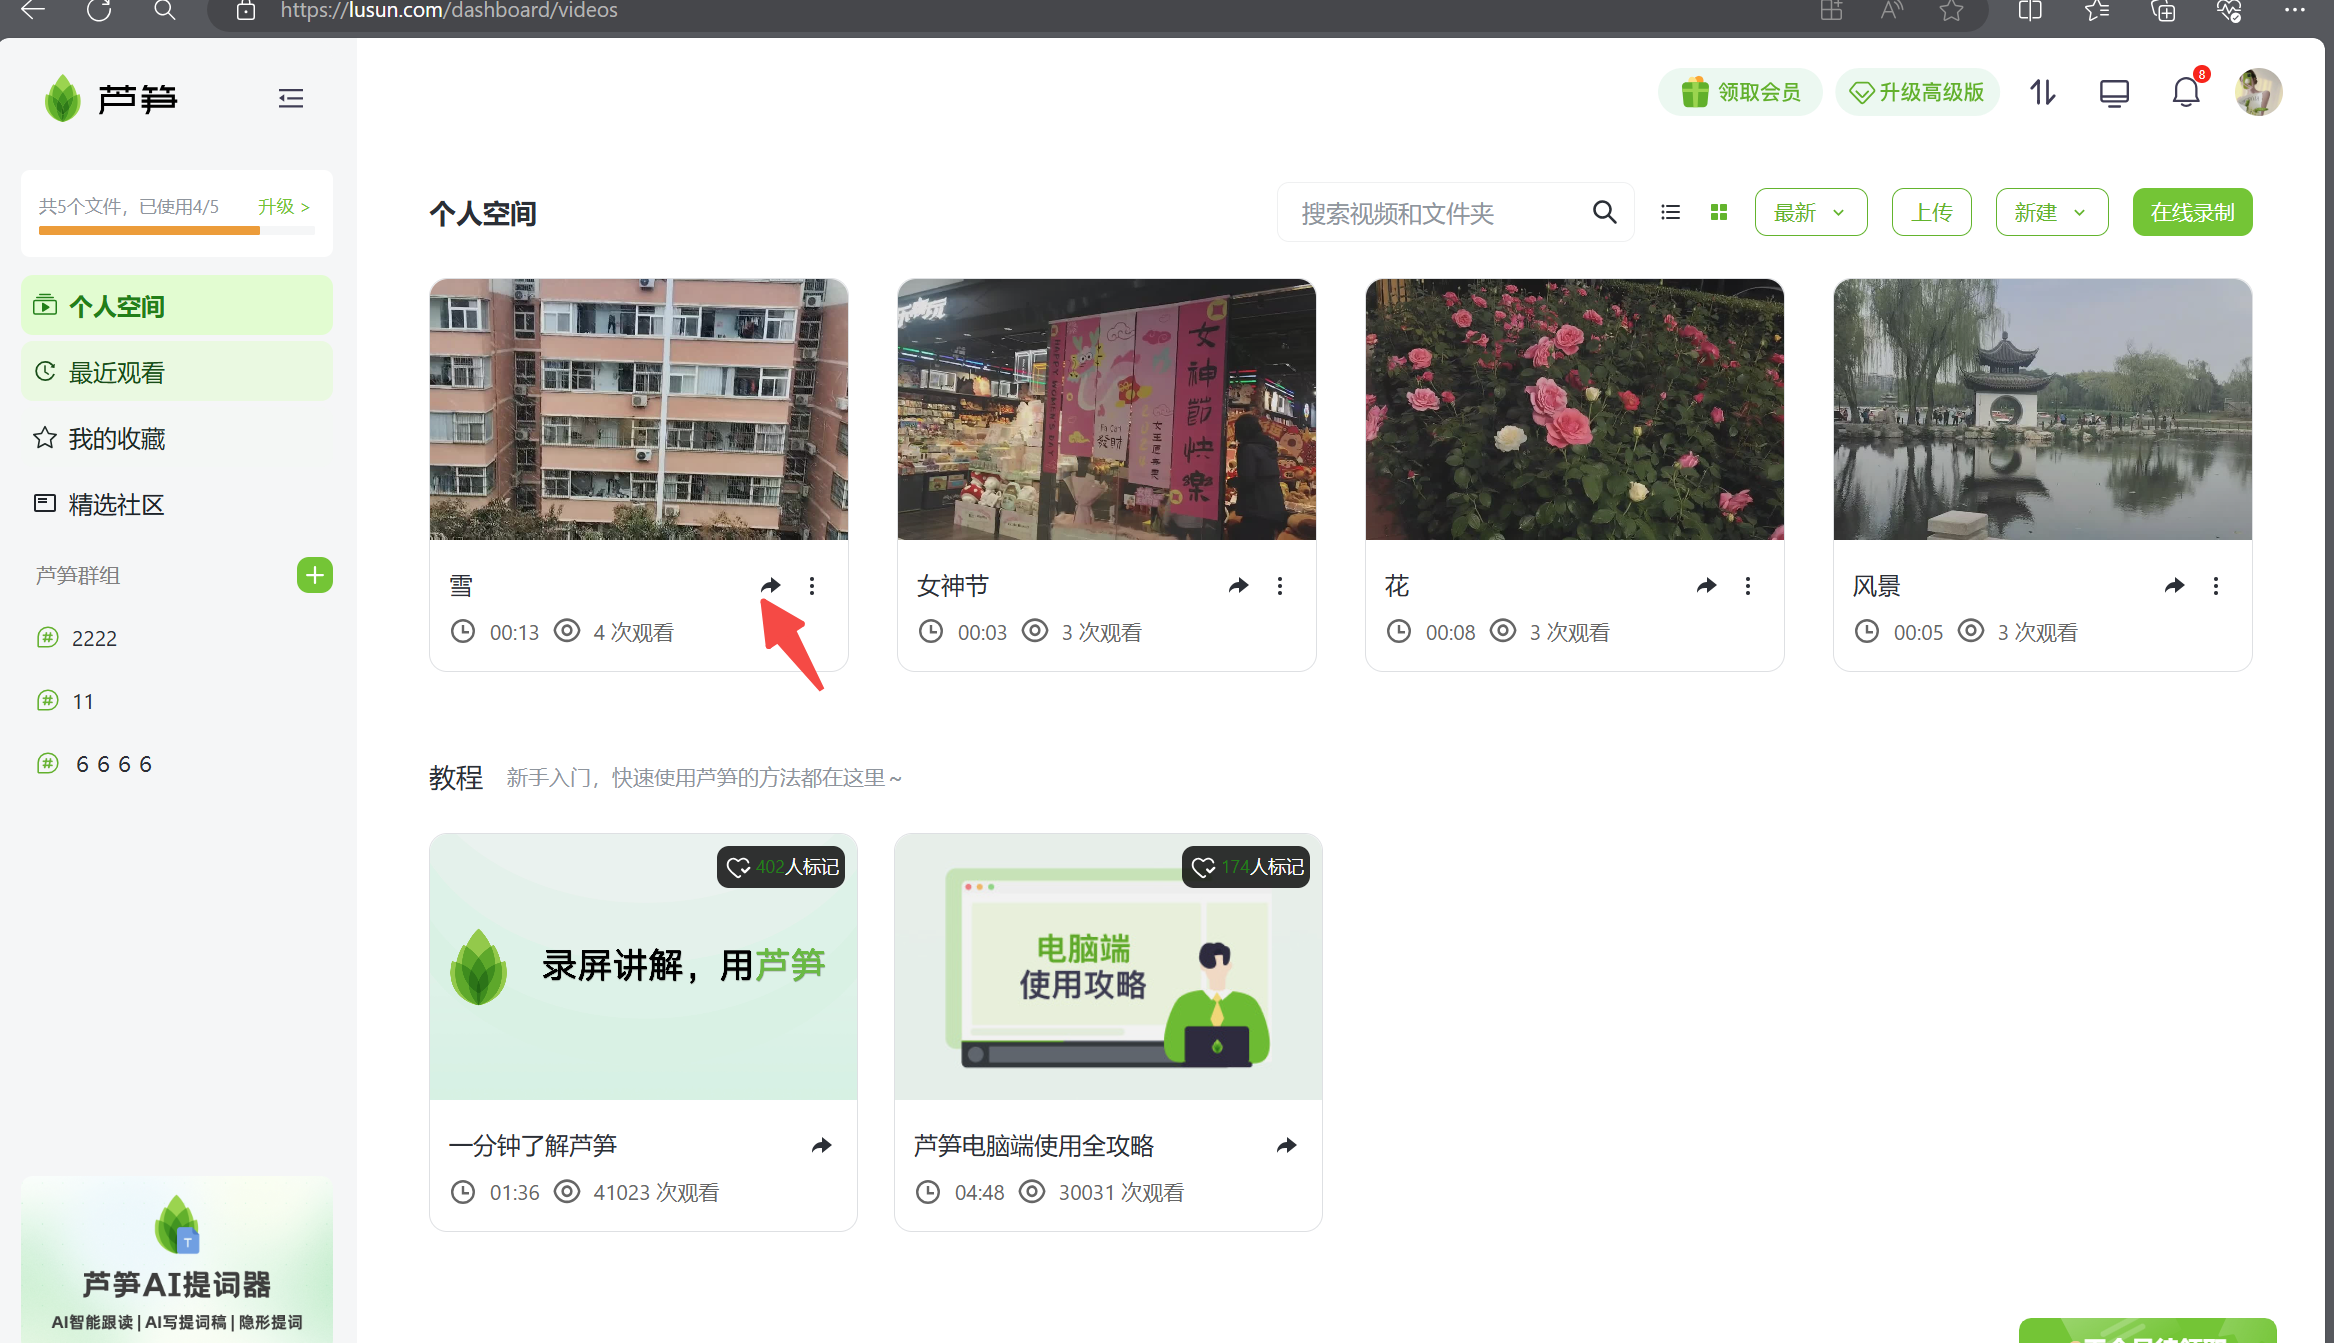 https://lusun.com/dashboard/videos
芦笋
领取会员
升级高级版
8
共5个文件，已使用4/5
升级 >
个人空间
最近观看
我的收藏
精选社区
芦笋群组
2222
11
6 6 6 6
T
芦笋AI提词器
AI智能跟读 | AI写提词稿 | 隐形提词
个人空间
搜索视频和文件夹
最新
上传
新建
在线录制
雪
00:13
4 次观看
女神節快樂
發財
女神节
00:03
3 次观看
花
00:08
3 次观看
风景
00:05
3 次观看
教程
新手入门，快速使用芦笋的方法都在这里～
402人标记
录屏讲解，用芦笋
一分钟了解芦笋
01:36
41023 次观看
174人标记
电脑端
使用攻略
芦笋电脑端使用全攻略
04:48
30031 次观看